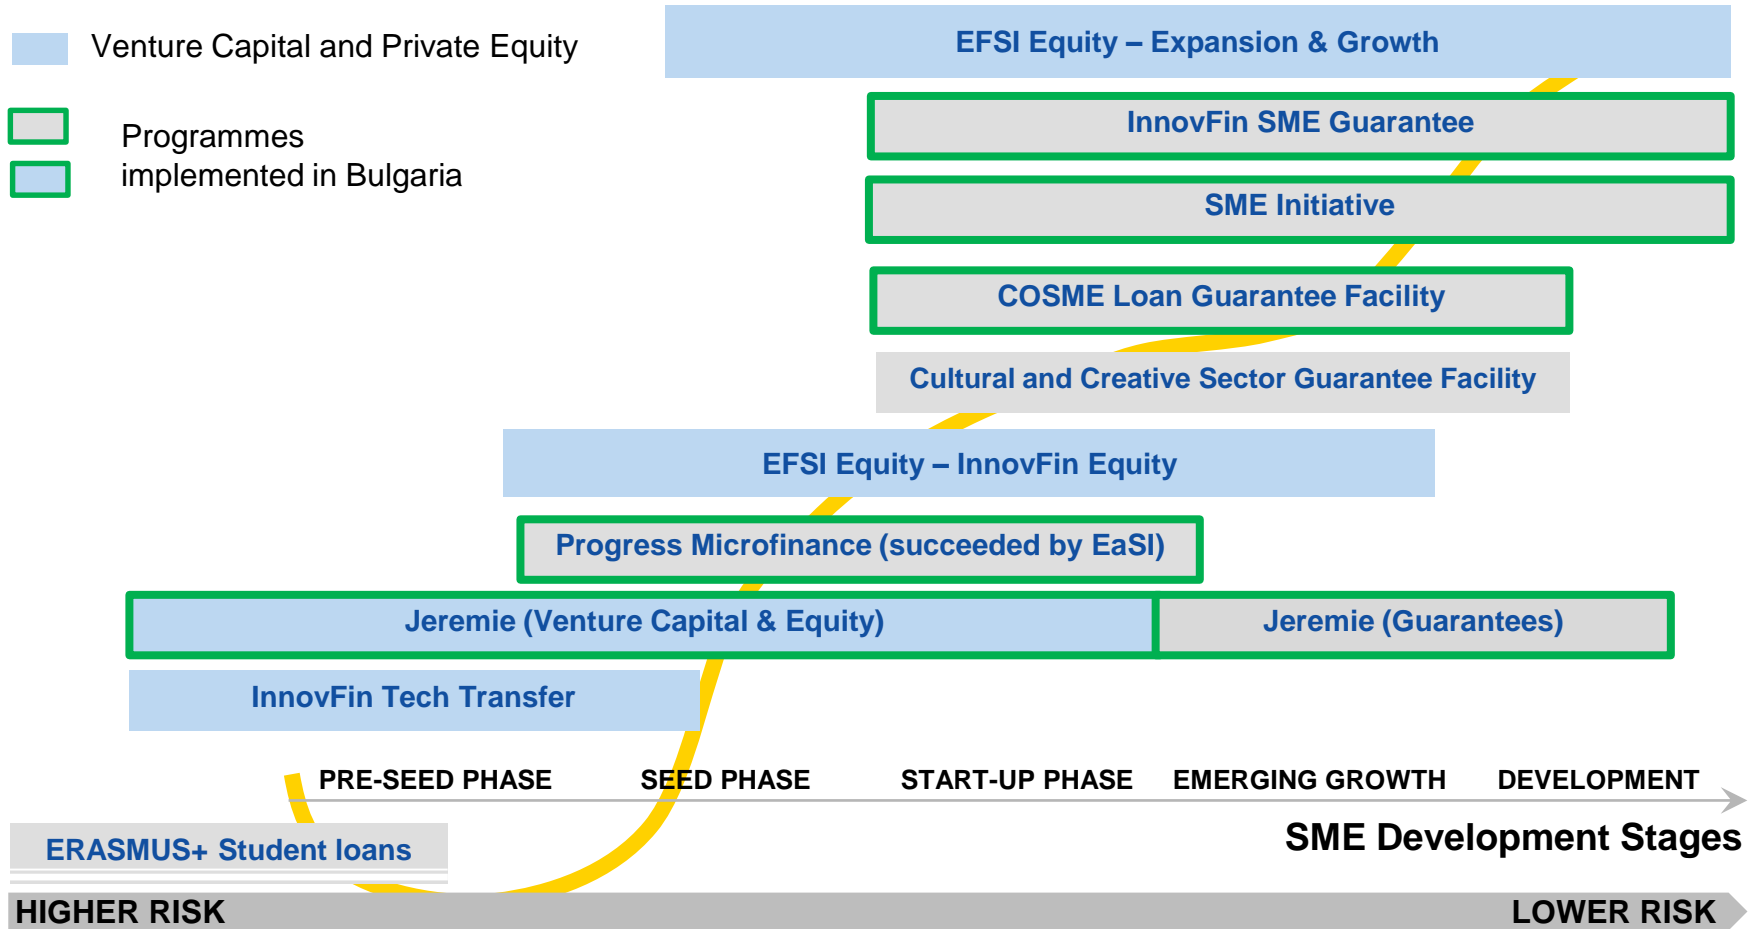 Venture Capital and Private Equity
Programmes
implemented in Bulgaria
EFSI Equity – Expansion & Growth
InnovFin SME Guarantee
SME Initiative
COSME Loan Guarantee Facility
Cultural and Creative Sector Guarantee Facility
EFSI Equity – InnovFin Equity
Progress Microfinance (succeeded by EaSI)
Jeremie (Venture Capital & Equity)
Jeremie (Guarantees)
InnovFin Tech Transfer
PRE-SEED PHASE
SEED PHASE
START-UP PHASE
EMERGING GROWTH
DEVELOPMENT
SME Development Stages
ERASMUS+ Student loans
HIGHER RISK
LOWER RISK